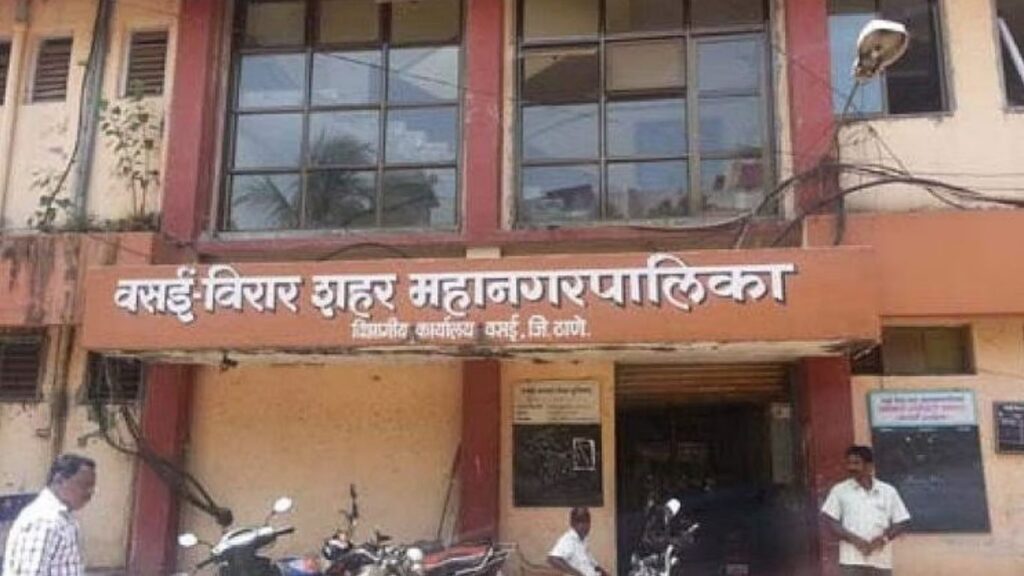 वसई-विरार शहर महानगरपालिका
विभागीय कार्यालय वसई, जि. ठाणे.